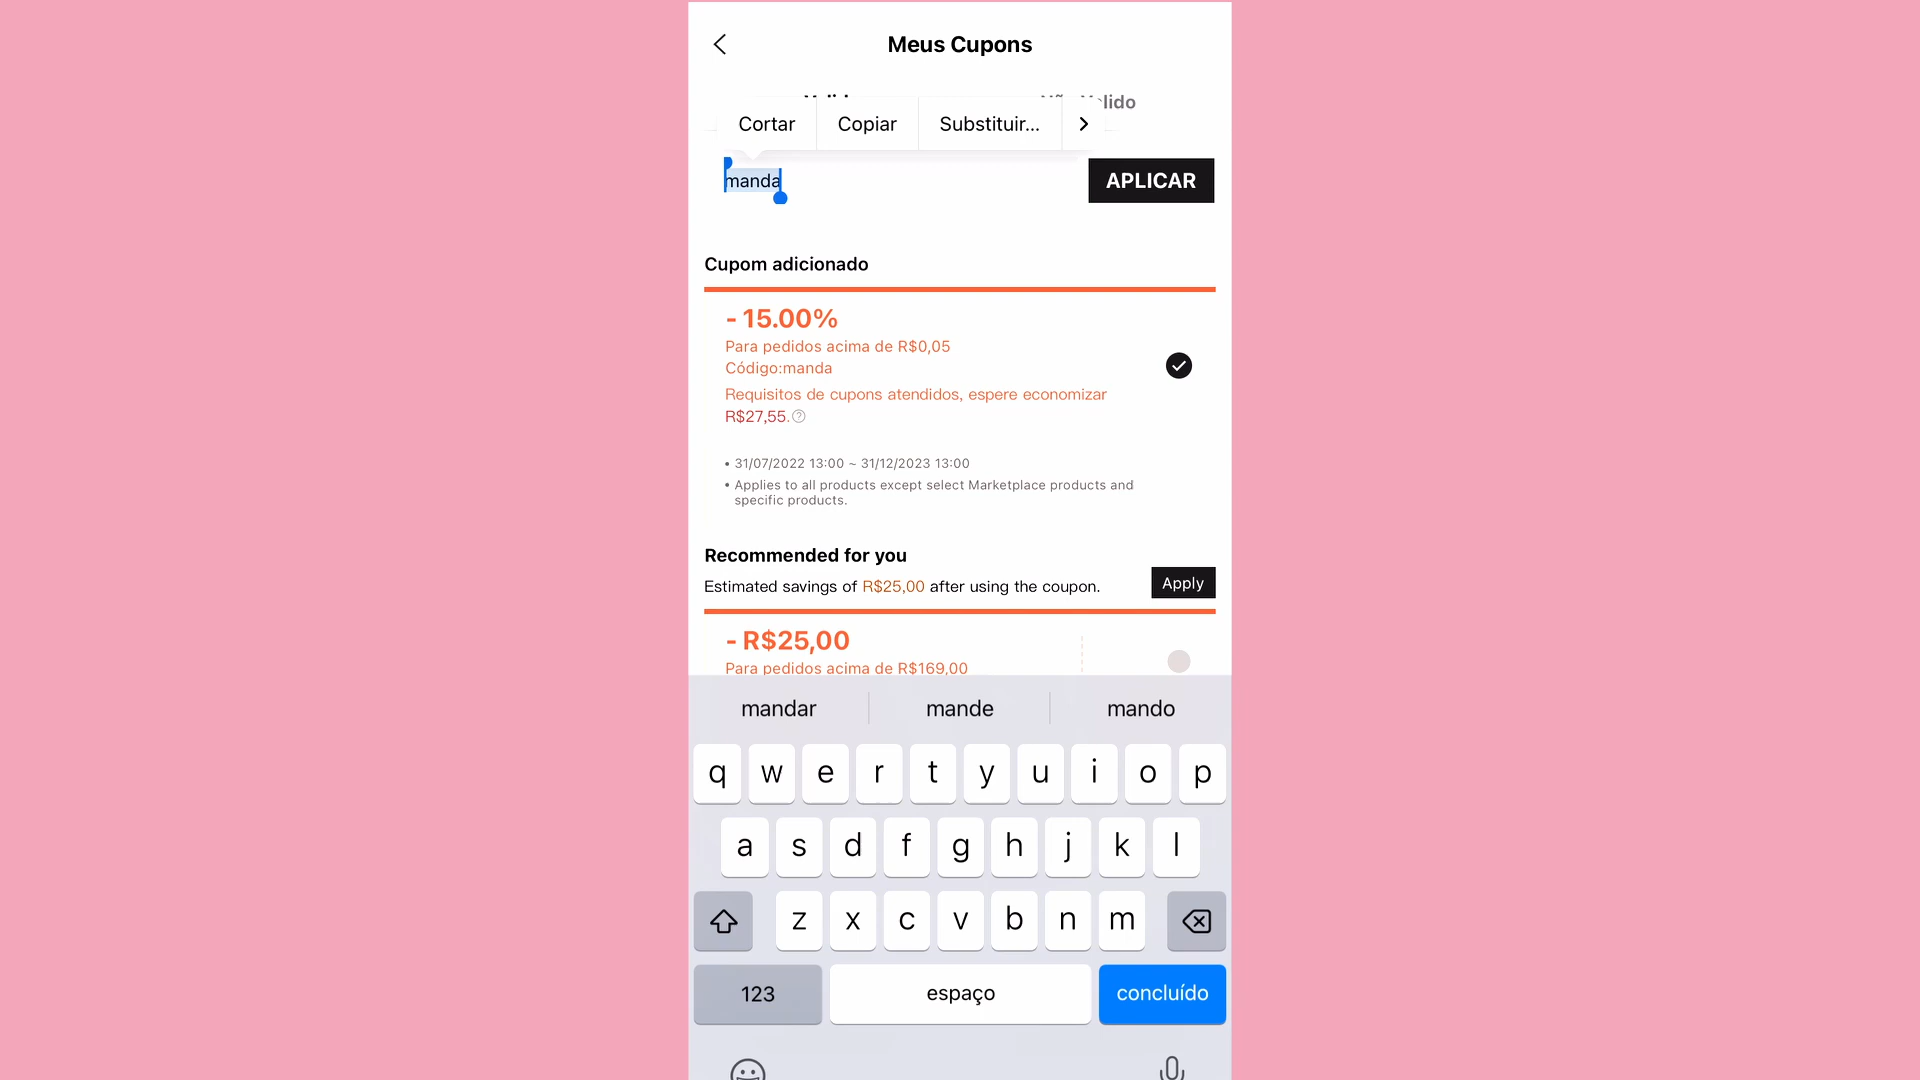 Meus Cupons
Cortar
Copiar
Substituir...
manda
APLICAR
Cupom adicionado
- 15.00%
Para pedidos acima de R$0,05
Código:manda
Requisitos de cupons atendidos, espere economizar
R$27,55.
• 31/07/2022 13:00 ~ 31/12/2023 13:00
• Applies to all products except select Marketplace products and
specific products.
Recommended for you
Estimated savings of R$25,00 after using the coupon.
Apply
- R$25,00
Para pedidos acima de R$169,00
mandar
mande
mando
q w e r t y u i o p
a s d f g h j k l
z x c v b n m
123
espaço
concluído